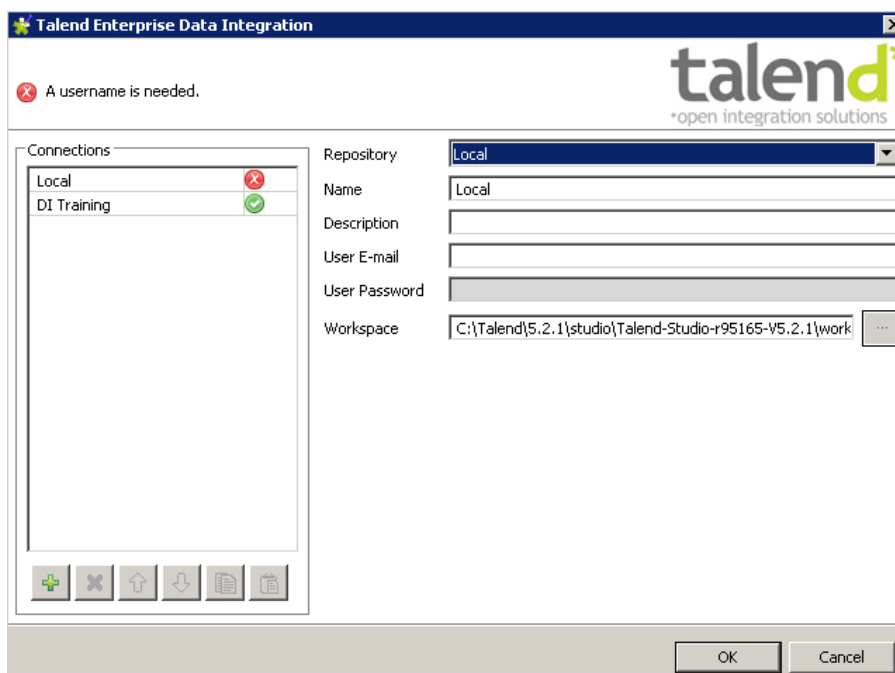 Talend Enterprise Data Integration
A username is needed.
talend*
*open integration solutions
Connections
Local
DI Training
Repository
Local
Name
Local
Description
User E-mail
User Password
Workspace
C:\Talend\5.2.1\studio\Talend-Studio-r95165-V5.2.1\work
...
OK
Cancel